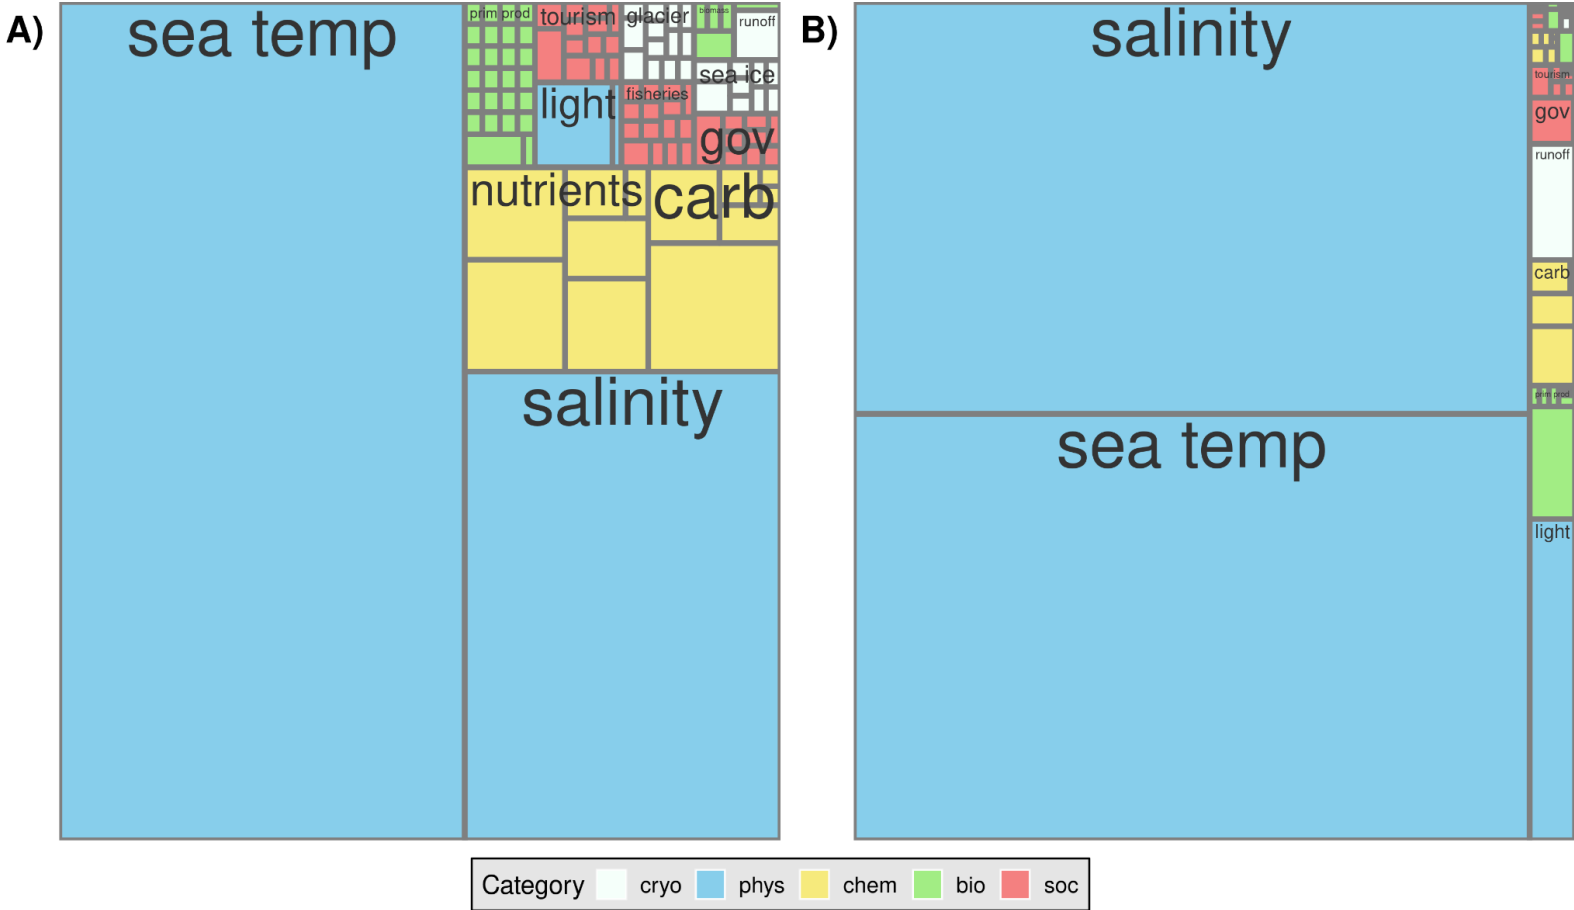 A)
sea temp
prim prod
tourism
glacier
biomass
runoff
sea ice
light
fisheries
gov
nutrients
carb
salinity
B)
salinity
tourism
gov
runoff
carb
prim prod
light
sea temp
Category cryo phys chem bio soc